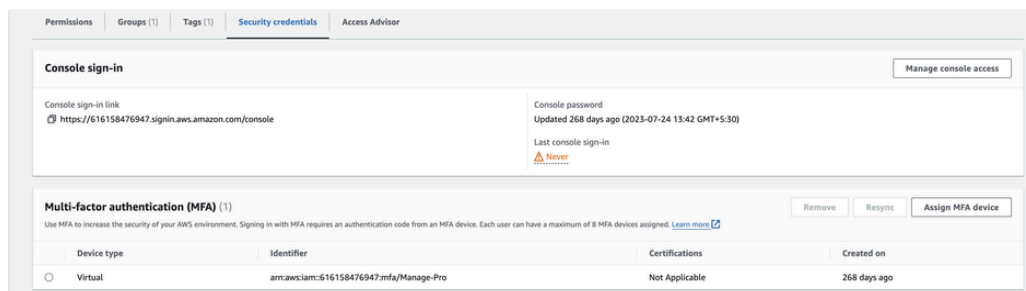 Permissions Groups (1) Tags (1) Security credentials Access Advisor
Console sign-in
Manage console access
Console sign-in link
https://616158476947.signin.aws.amazon.com/console
Console password
Updated 268 days ago (2023-07-24 13:42 GMT+5:30)
Last console sign-in
Never
Multi-factor authentication (MFA) (1)
Remove Resync Assign MFA device
Use MFA to increase the security of your AWS environment. Signing in with MFA requires an authentication code from an MFA device. Each user can have a maximum of 8 MFA devices assigned. Learn more
Device type Identifier Certifications Created on
Virtual arn:aws:iam::616158476947:mfa/Manage-Pro Not Applicable 268 days ago